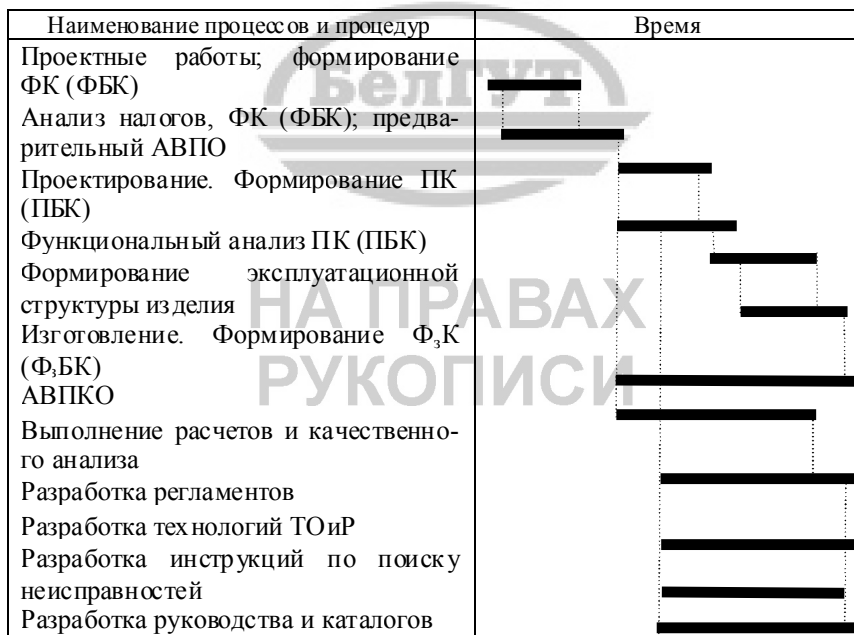 Наименование процессов и процедур Время
Проектные работы; формирование
ФК (ФБК)
Анализ налогов, ФК (ФБК); предва-
рительный АВПО
Проектирование. Формирование ПК
(ПБК)
Функциональный анализ ПК (ПБК)
Формирование эксплуатационной
структуры изделия
Изготовление. Формирование ФзК
(ФзБК)
АВПКО
Выполнение расчетов и качественно-
го анализа
Разработка регламентов
Разработка технологий ТОиР
Разработка инструкций по поиску
неисправностей
Разработка руководства и каталогов
БелГУТ
НА ПРАВАХ
РУКОПИСИ